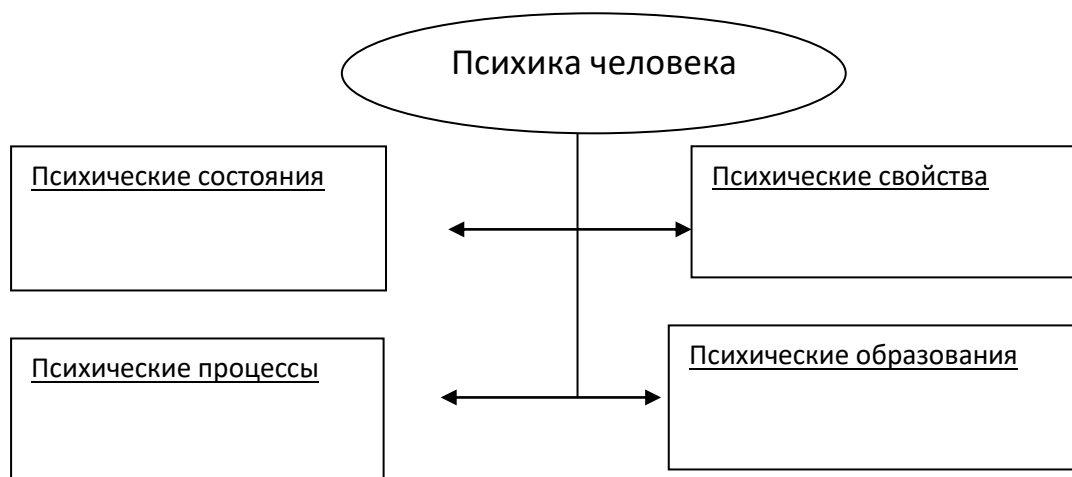 Психика человека
Психические состояния
Психические свойства
Психические процессы
Психические образования